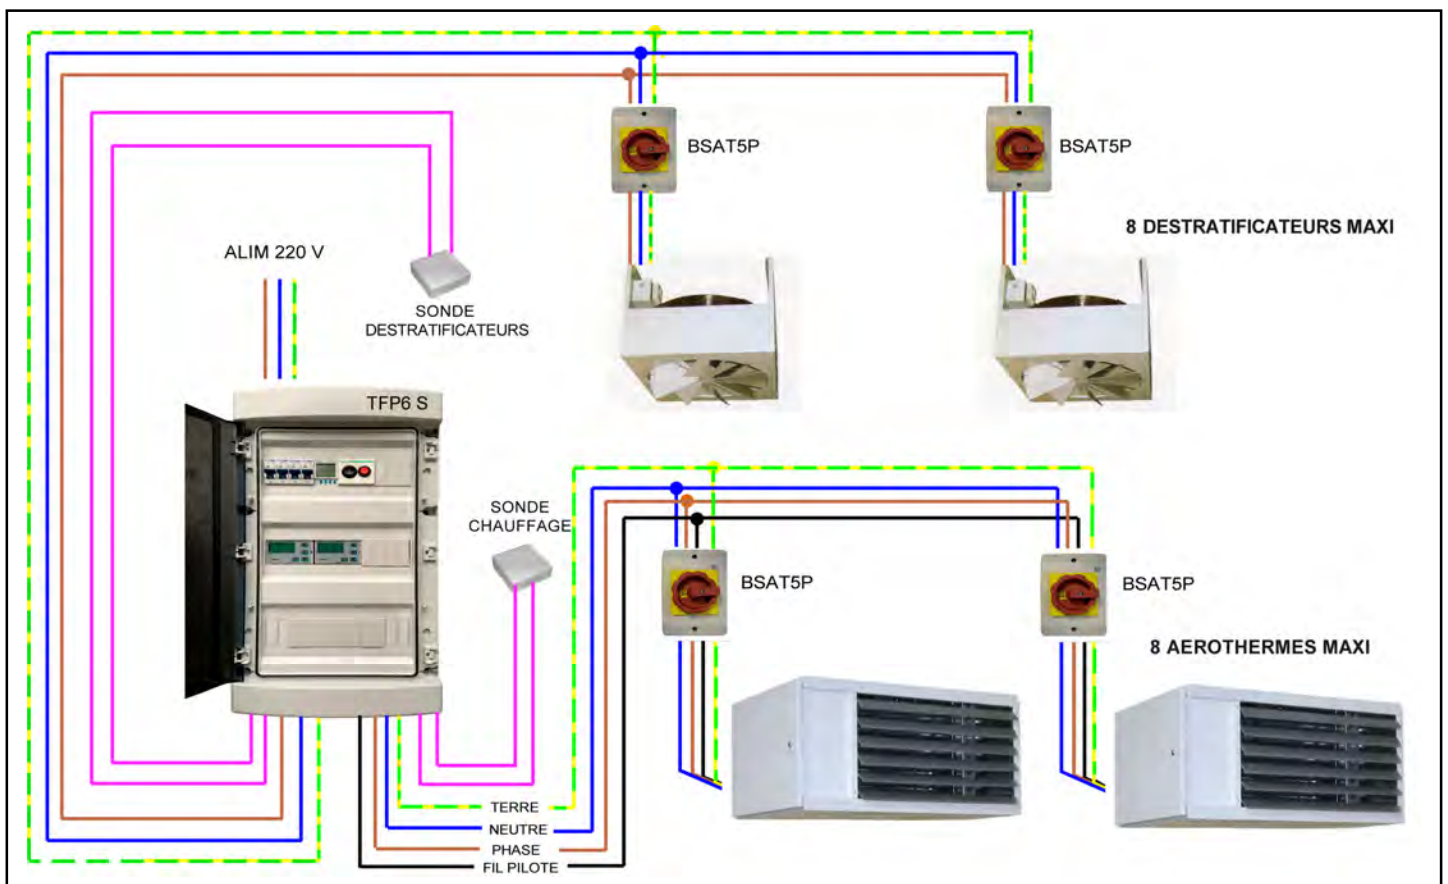 BSAT5P
BSAT5P
8 DESTRATIFICATEURS MAXI
ALIM 220 V
SONDE
DESTRATIFICATEURS
TFP6 S
SONDE
CHAUFFAGE
BSAT5P
BSAT5P
8 AEROTHERMES MAXI
TERRE
NEUTRE
PHASE
FIL PILOTE